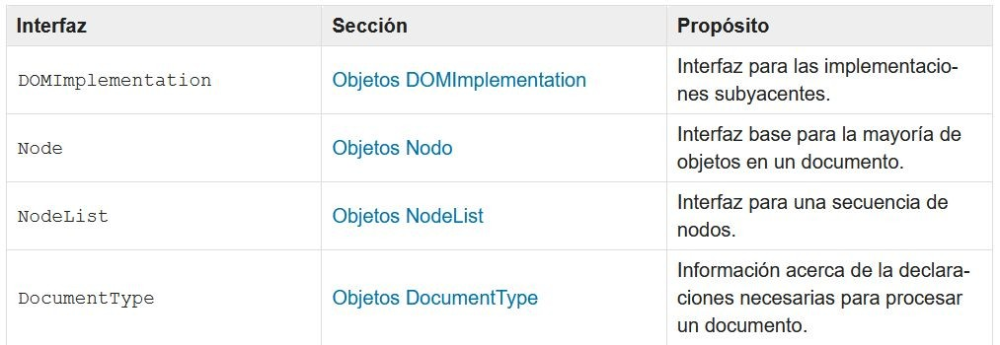 Interfaz Sección Propósito
DOMImplementation Objetos DOMImplementation Interfaz para las implementacio-
nes subyacentes.
Node Objetos Nodo Interfaz base para la mayoría de
objetos en un documento.
NodeList Objetos NodeList Interfaz para una secuencia de
nodos.
DocumentType Objetos DocumentType Información acerca de la declara-
ciones necesarias para procesar
un documento.